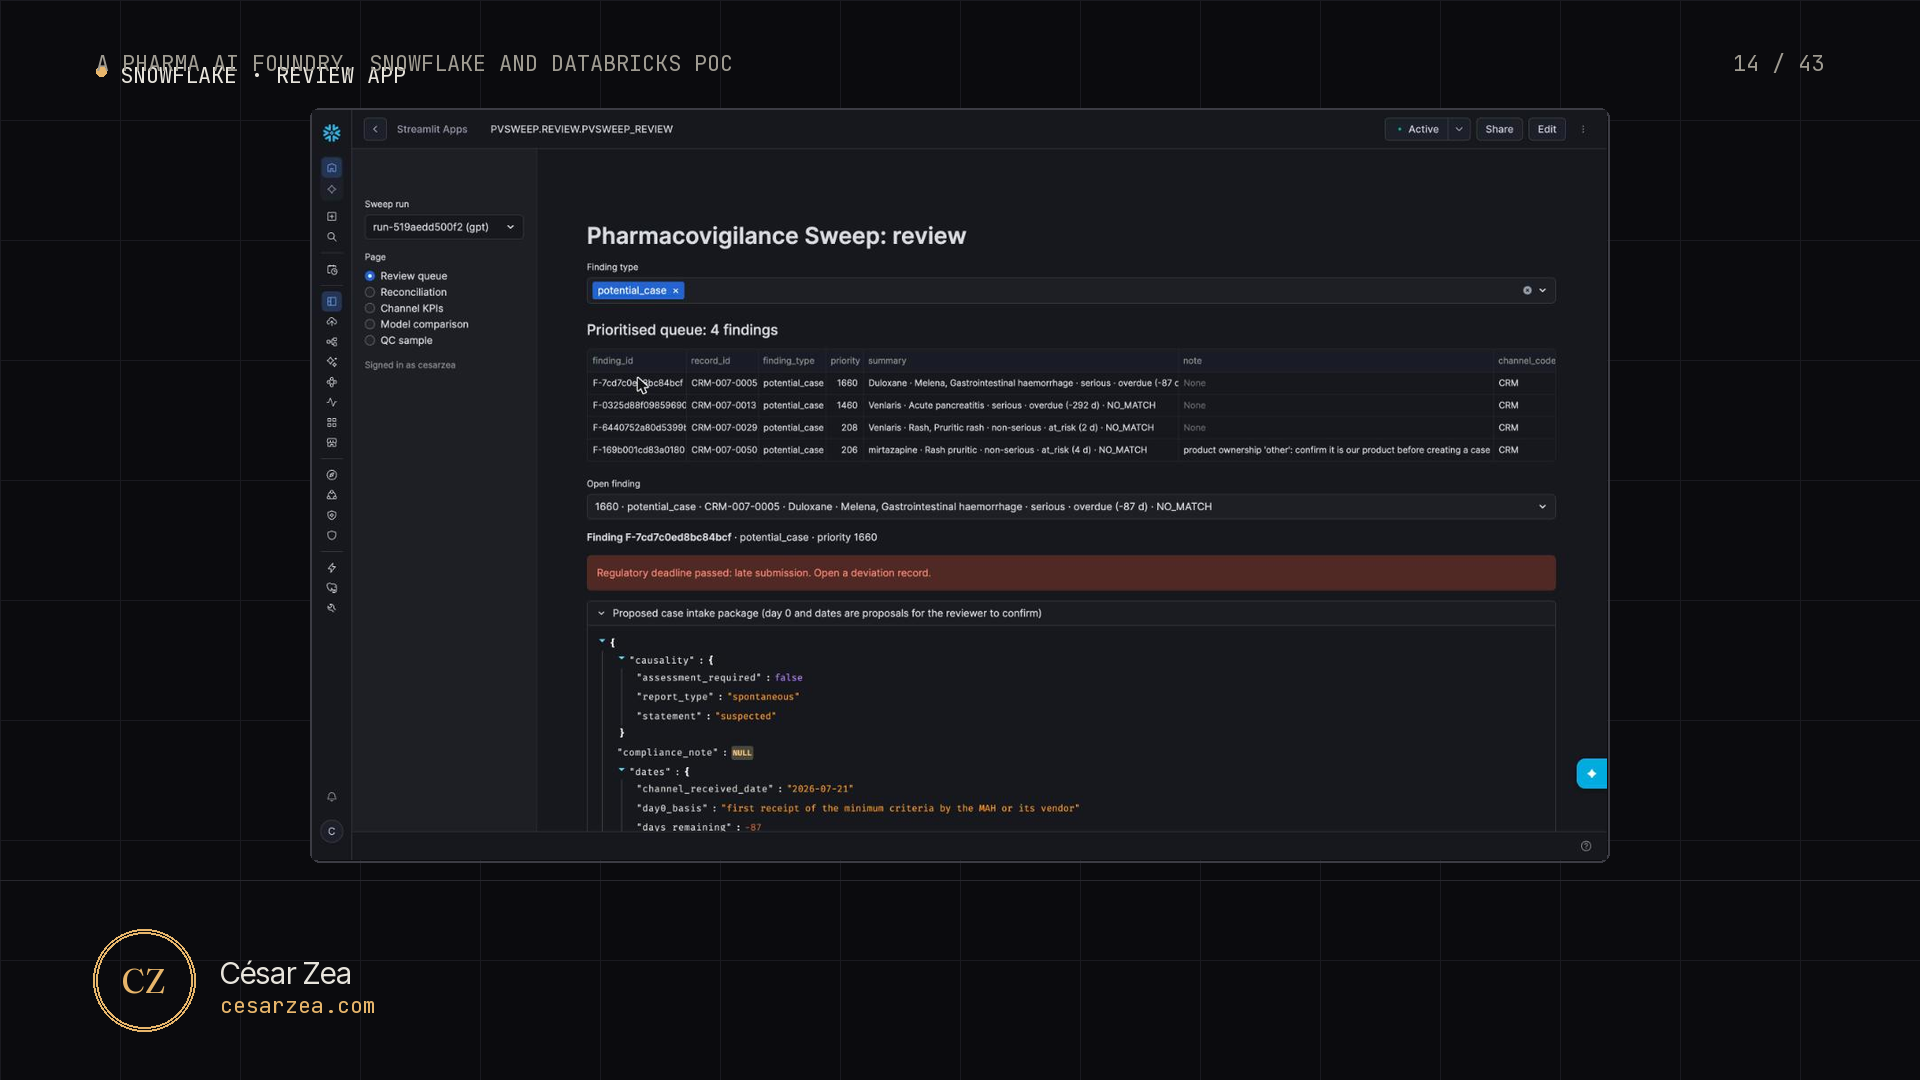 A PHARMA AI FOUNDRY. SNOWFLAKE AND DATABRICKS POC
14 / 43
SNOWFLAKE · REVIEW APP
Streamlit Apps PVSWEEP.REVIEW.PVSWEEP_REVIEW
Active
Share
Edit
Sweep run
run-519aedd500f2 (gpt)
Page
Review queue
Reconciliation
Channel KPIs
Model comparison
QC sample
Signed in as cesarzea
Pharmacovigilance Sweep: review
Finding type
potential_case ×
Prioritised queue: 4 findings
finding_id record_id finding_type priority summary note channel_code
F-7cd7c0ed8bc84bcf CRM-007-0005 potential_case 1660 Duloxane · Melena, Gastrointestinal haemorrhage · serious · overdue (-87 d None CRM
F-0325d88f09859690 CRM-007-0013 potential_case 1460 Venlaris · Acute pancreatitis · serious · overdue (-292 d) · NO_MATCH None CRM
F-6440752a80d5399b CRM-007-0029 potential_case 208 Venlaris · Rash, Pruritic rash · non-serious · at_risk (2 d) · NO_MATCH None CRM
F-169b001cd83a0180 CRM-007-0050 potential_case 206 mirtazapine · Rash pruritic · non-serious · at_risk (4 d) · NO_MATCH product ownership 'other': confirm it is our product before creating a case CRM
Open finding
1660 · potential_case · CRM-007-0005 · Duloxane · Melena, Gastrointestinal haemorrhage · serious · overdue (-87 d) · NO_MATCH
Finding F-7cd7c0ed8bc84bcf · potential_case · priority 1660
Regulatory deadline passed: late submission. Open a deviation record.
Proposed case intake package (day 0 and dates are proposals for the reviewer to confirm)
{
"causality" : {
"assessment_required" : false
"report_type" : "spontaneous"
"statement" : "suspected"
}
"compliance_note" : NULL
"dates" : {
"channel_received_date" : "2026-07-21"
"day0_basis" : "first receipt of the minimum criteria by the MAH or its vendor"
"days_remaining" : -87
C
CZ
César Zea
cesarzea.com